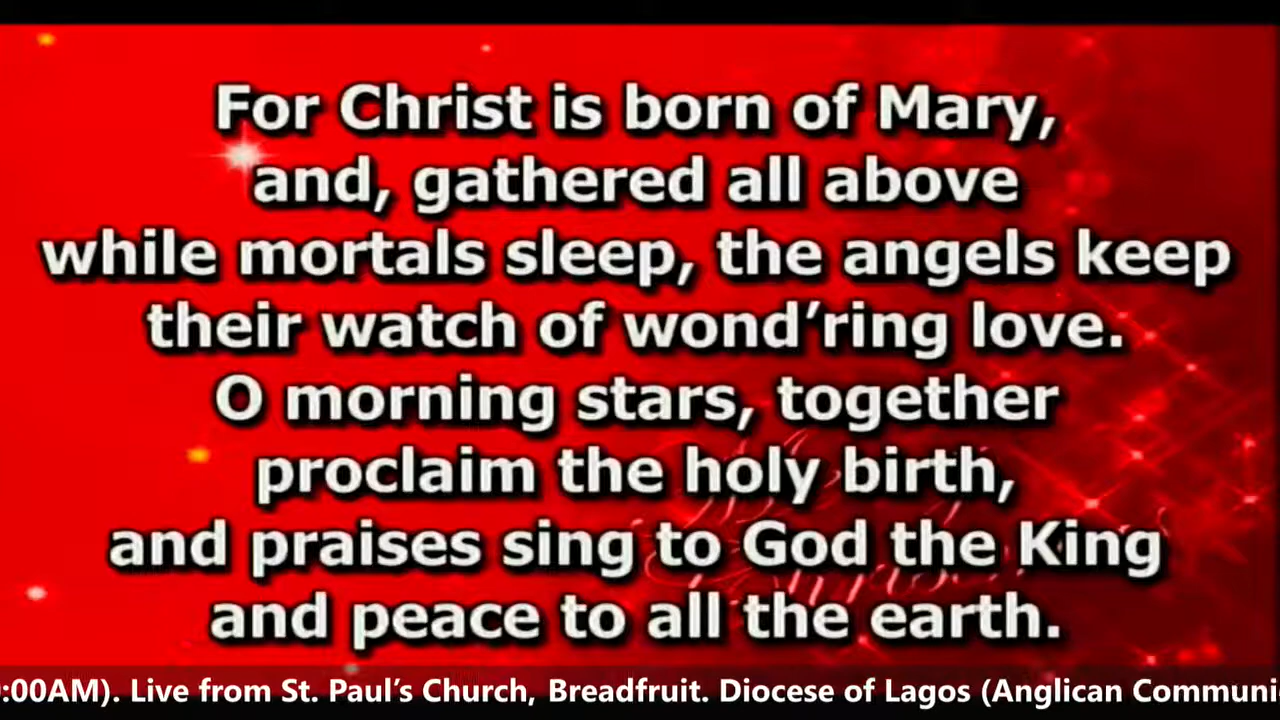 For Christ is born of Mary,
and, gathered all above
while mortals sleep, the angels keep
their watch of wond’ring love.
O morning stars, together
proclaim the holy birth,
and praises sing to God the King
and peace to all the earth.
:00AM). Live from St. Paul’s Church, Breadfruit. Diocese of Lagos (Anglican Communi